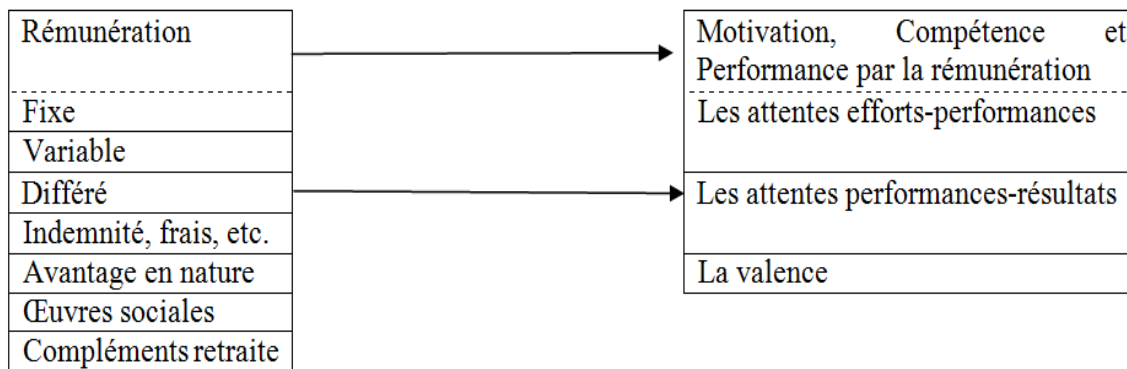 Rémunération
Fixe
Variable
Différé
Indemnité, frais, etc.
Avantage en nature
Œuvres sociales
Compléments retraite
Motivation, Compétence et
Performance par la rémunération
Les attentes efforts-performances
Les attentes performances-résultats
La valence